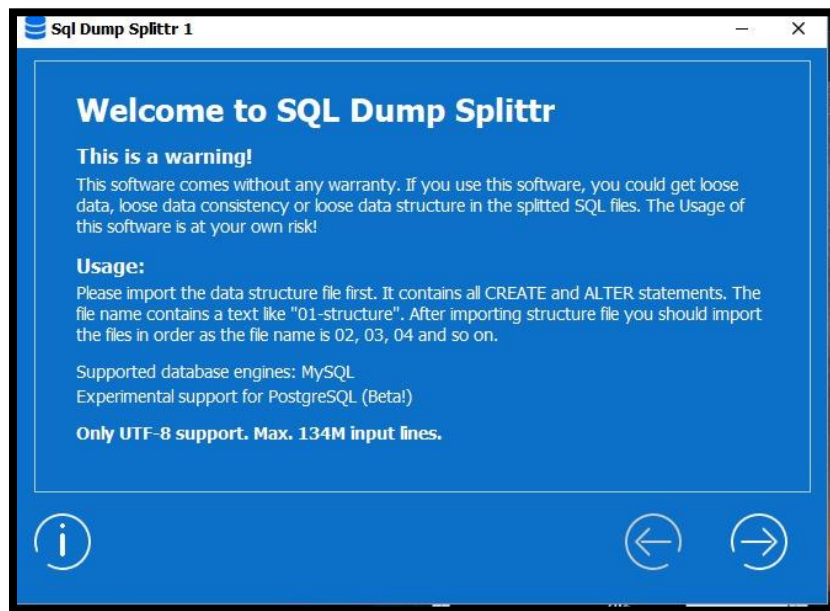 Sql Dump Splittr 1
Welcome to SQL Dump Splittr
This is a warning!
This software comes without any warranty. If you use this software, you could get loose
data, loose data consistency or loose data structure in the splitted SQL files. The Usage of
this software is at your own risk!
Usage:
Please import the data structure file first. It contains all CREATE and ALTER statements. The
file name contains a text like "01-structure". After importing structure file you should import
the files in order as the file name is 02, 03, 04 and so on.
Supported database engines: MySQL
Experimental support for PostgreSQL (Beta!)
Only UTF-8 support. Max. 134M input lines.